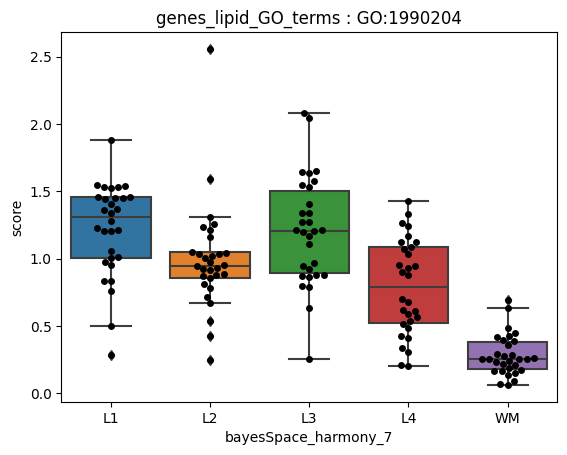 genes_lipid_GO_terms : GO:1990204
2.5
2.0
1.5
1.0
0.5
0.0
score
L1 L2 L3 L4 WM
bayesSpace_harmony_7